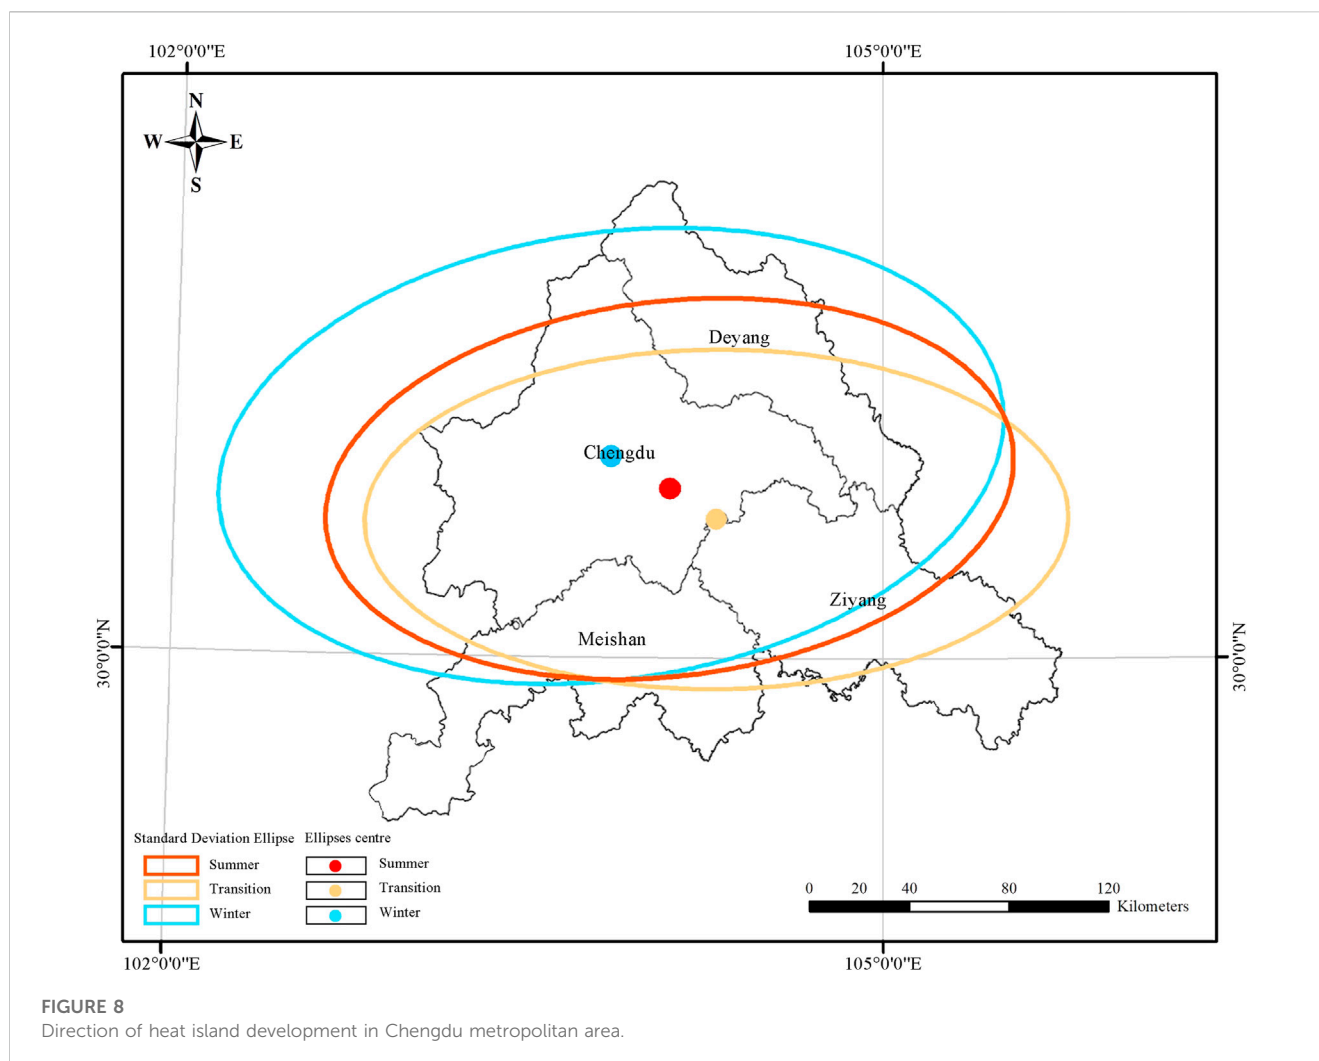 102°0'0"E 105°0'0"E
N
W E
S
Deyang
Chengdu
Ziyang
Meishan
30°0'0"N 30°0'0"N
Standard Deviation Ellipse Ellipses centre
Summer Summer
Transition Transition
Winter Winter
0 20 40 80 120
Kilometers
102°0'0"E 105°0'0"E
FIGURE 8
Direction of heat island development in Chengdu metropolitan area.